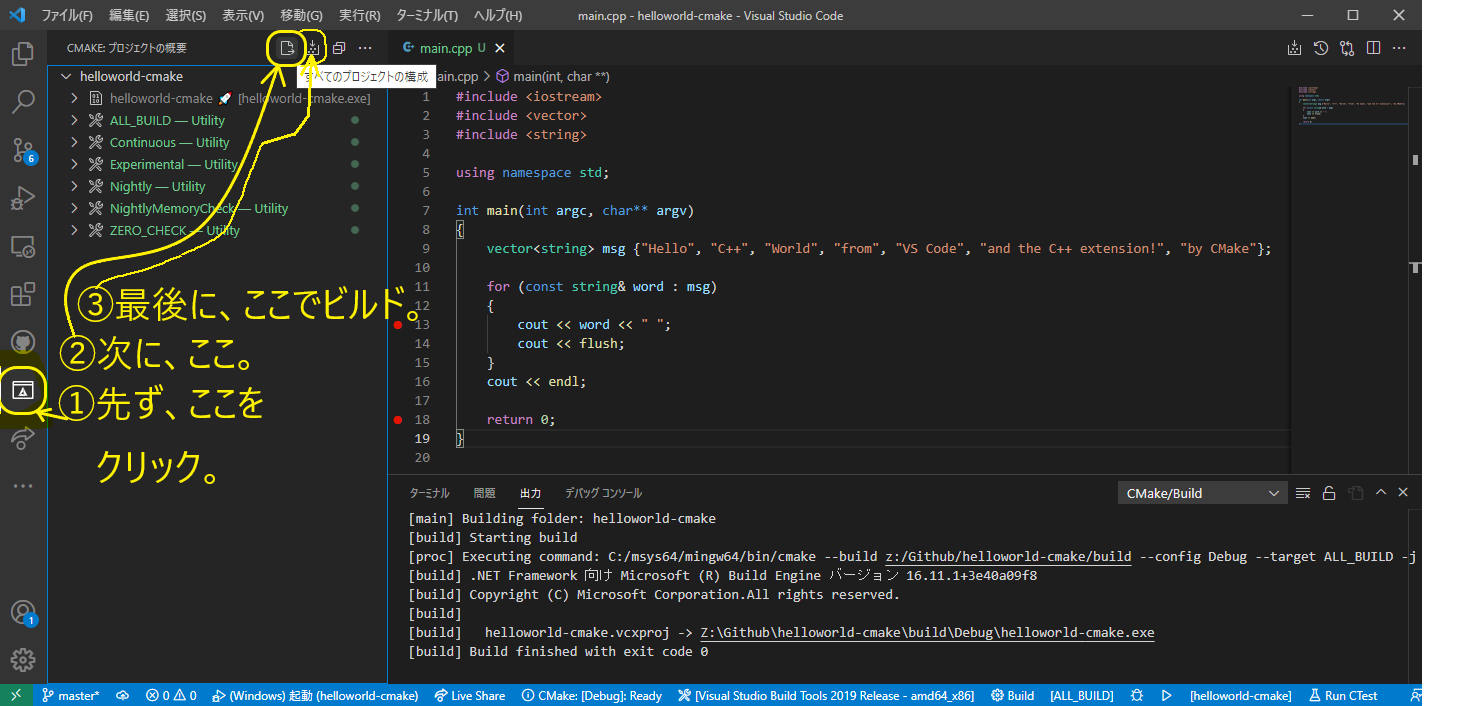 ファイル(F) 編集(E) 選択(S) 表示(V) 移動(G) 実行(R) ターミナル(T) ヘルプ(H) main.cpp - helloworld-cmake - Visual Studio Code
CMAKE: プロジェクトの概要
main.cpp U
すべてのプロジェクトの構成
ain.cpp > main(int, char **)
helloworld-cmake
helloworld-cmake 🚀 [helloworld-cmake.exe]
ALL_BUILD — Utility
Continuous — Utility
Experimental — Utility
Nightly — Utility
NightlyMemoryCheck — Utility
ZERO_CHECK — Utility
③最後に、ここでビルド。
②次に、ここ。
①先ず、ここを
クリック。
6
1
1 #include <iostream>
2 #include <vector>
3 #include <string>
4
5 using namespace std;
6
7 int main(int argc, char** argv)
8 {
9 vector<string> msg {"Hello", "C++", "World", "from", "VS Code", "and the C++ extension!", "by CMake"};
10
11 for (const string& word : msg)
12 {
13 cout << word << " ";
14 cout << flush;
15 }
16 cout << endl;
17
18 return 0;
19 }
20
ターミナル 問題 出力 デバッグ コンソール CMake/Build
[main] Building folder: helloworld-cmake
[build] Starting build
[proc] Executing command: C:/msys64/mingw64/bin/cmake --build z:/Github/helloworld-cmake/build --config Debug --target ALL_BUILD -j
[build] .NET Framework 向け Microsoft (R) Build Engine バージョン 16.11.1+3e40a09f8
[build] Copyright (C) Microsoft Corporation.All rights reserved.
[build]
[build] helloworld-cmake.vcxproj -> Z:\Github\helloworld-cmake\build\Debug\helloworld-cmake.exe
[build] Build finished with exit code 0
master* 0 0 (Windows) 起動 (helloworld-cmake) Live Share CMake: [Debug]: Ready [Visual Studio Build Tools 2019 Release - amd64_x86] Build [ALL_BUILD] [helloworld-cmake] Run CTest